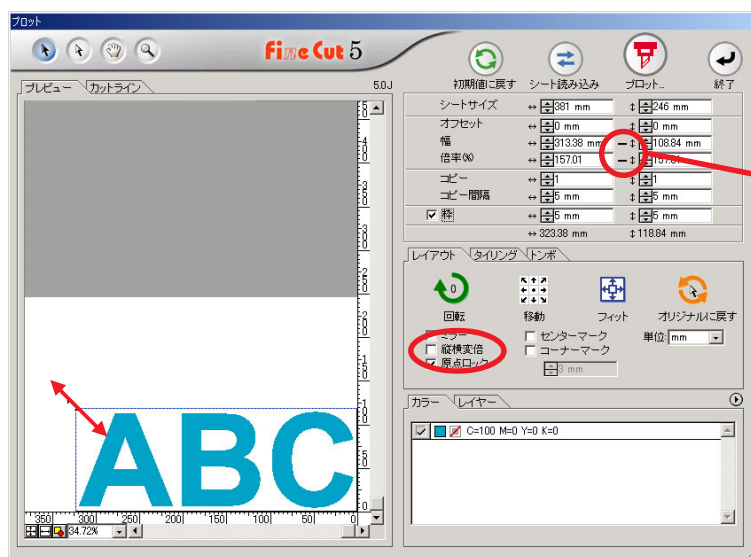 プロット
FineCut 5
初期値に戻す シート読み込み プロット... 終了
プレビュー カットライン 5.0J
シートサイズ ↔ 381 mm ↕ 246 mm
オフセット ↔ 0 mm ↕ 0 mm
幅 ↔ 313.38 mm ↕ 108.84 mm
倍率(%) ↔ 157.01 ↕
コピー ↔ 1 ↕ 1
コピー間隔 ↔ 5 mm ↕ 5 mm
枠 ↔ 5 mm ↕ 5 mm
↔ 323.38 mm ↕ 118.84 mm
レイアウト タイリング トンボ
0
回転 移動 フィット オリジナルに戻す
ミラー センターマーク 単位: mm
縦横変倍 コーナーマーク
原点ロック 3 mm
カラー レイヤー
C=100 M=0 Y=0 K=0
ABC
350 300 250 200 150 100 50 0
34.72%